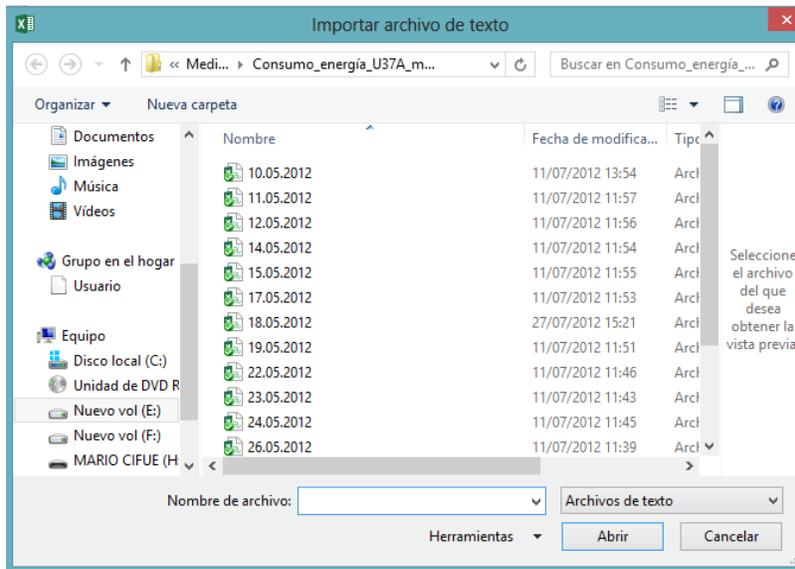 Importar archivo de texto
« Medi... Consumo_energía_U37A_m...
Buscar en Consumo_energía_...
Organizar
Nueva carpeta
Documentos
Imágenes
Música
Vídeos
Grupo en el hogar
Usuario
Equipo
Disco local (C:)
Unidad de DVD R
Nuevo vol (E:)
Nuevo vol (F:)
MARIO CIFUE (H:
Nombre Fecha de modifica... Tipo
10.05.2012 11/07/2012 13:54 Arch
11.05.2012 11/07/2012 11:57 Arch
12.05.2012 11/07/2012 11:56 Arch
14.05.2012 11/07/2012 11:54 Arch
15.05.2012 11/07/2012 11:55 Arch
17.05.2012 11/07/2012 11:53 Arch
18.05.2012 27/07/2012 15:21 Arch
19.05.2012 11/07/2012 11:51 Arch
22.05.2012 11/07/2012 11:46 Arch
23.05.2012 11/07/2012 11:43 Arch
24.05.2012 11/07/2012 11:45 Arch
26.05.2012 11/07/2012 11:39 Arch
Seleccione
el archivo
del que
desea
obtener la
vista previa
Nombre de archivo:
Archivos de texto
Herramientas
Abrir
Cancelar